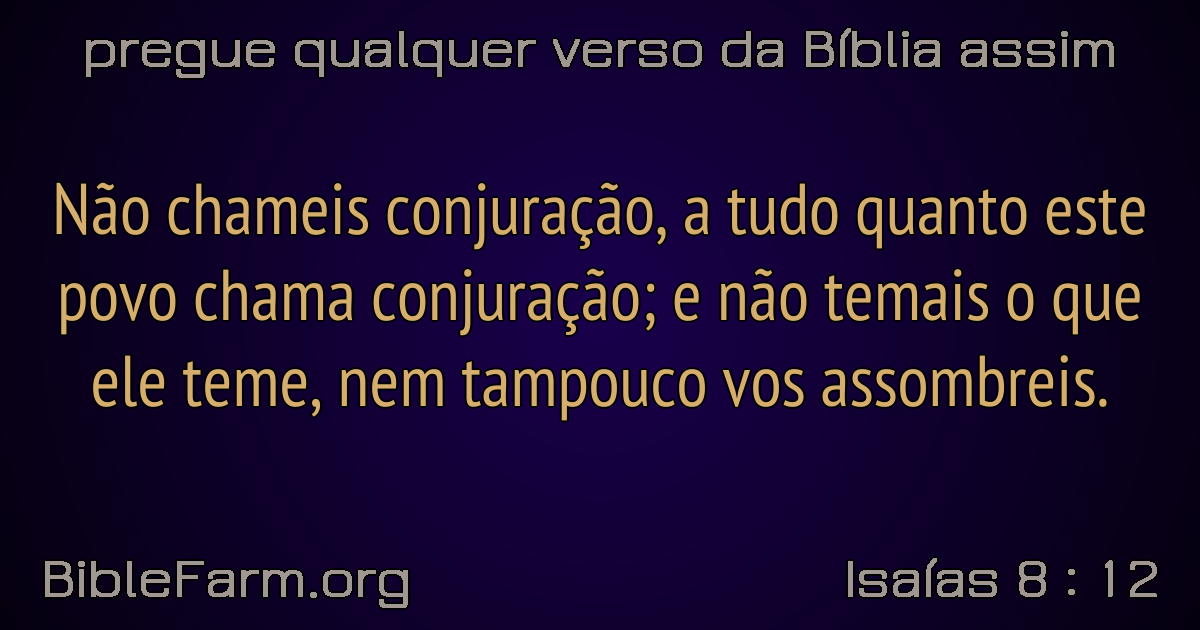 pregue qualquer verso da Bíblia assim
Não chameis conjuração, a tudo quanto este
povo chama conjuração; e não temais o que
ele teme, nem tampouco vos assombreis.
BibleFarm.org
Isaías 8 : 12